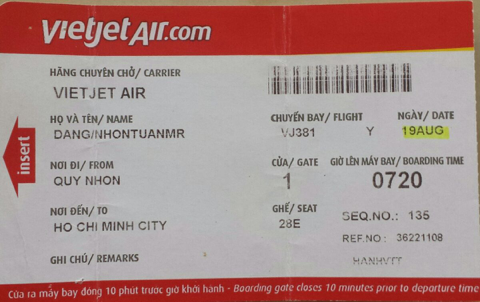 vietjetAir.com
HÃNG CHUYÊN CHỞ/ CARRIER
VIETJET AIR
HỌ VÀ TÊN/ NAME
DANG/NHONTUANMR
CHUYẾN BAY/ FLIGHT
VJ381 Y
NGÀY/ DATE
19AUG
insert
NƠI ĐI/ FROM
QUY NHON
CỬA/ GATE
1
GIỜ LÊN MÁY BAY/ BOARDING TIME
0720
NƠI ĐẾN/ TO
HO CHI MINH CITY
GHẾ/ SEAT
28E
SEQ.NO.: 135
REF.NO: 36221108
GHI CHÚ/ REMARKS
HANHVTT
Cửa ra máy bay đóng 10 phút trước giờ khởi hành - Boarding gate closes 10 minutes prior to departure time